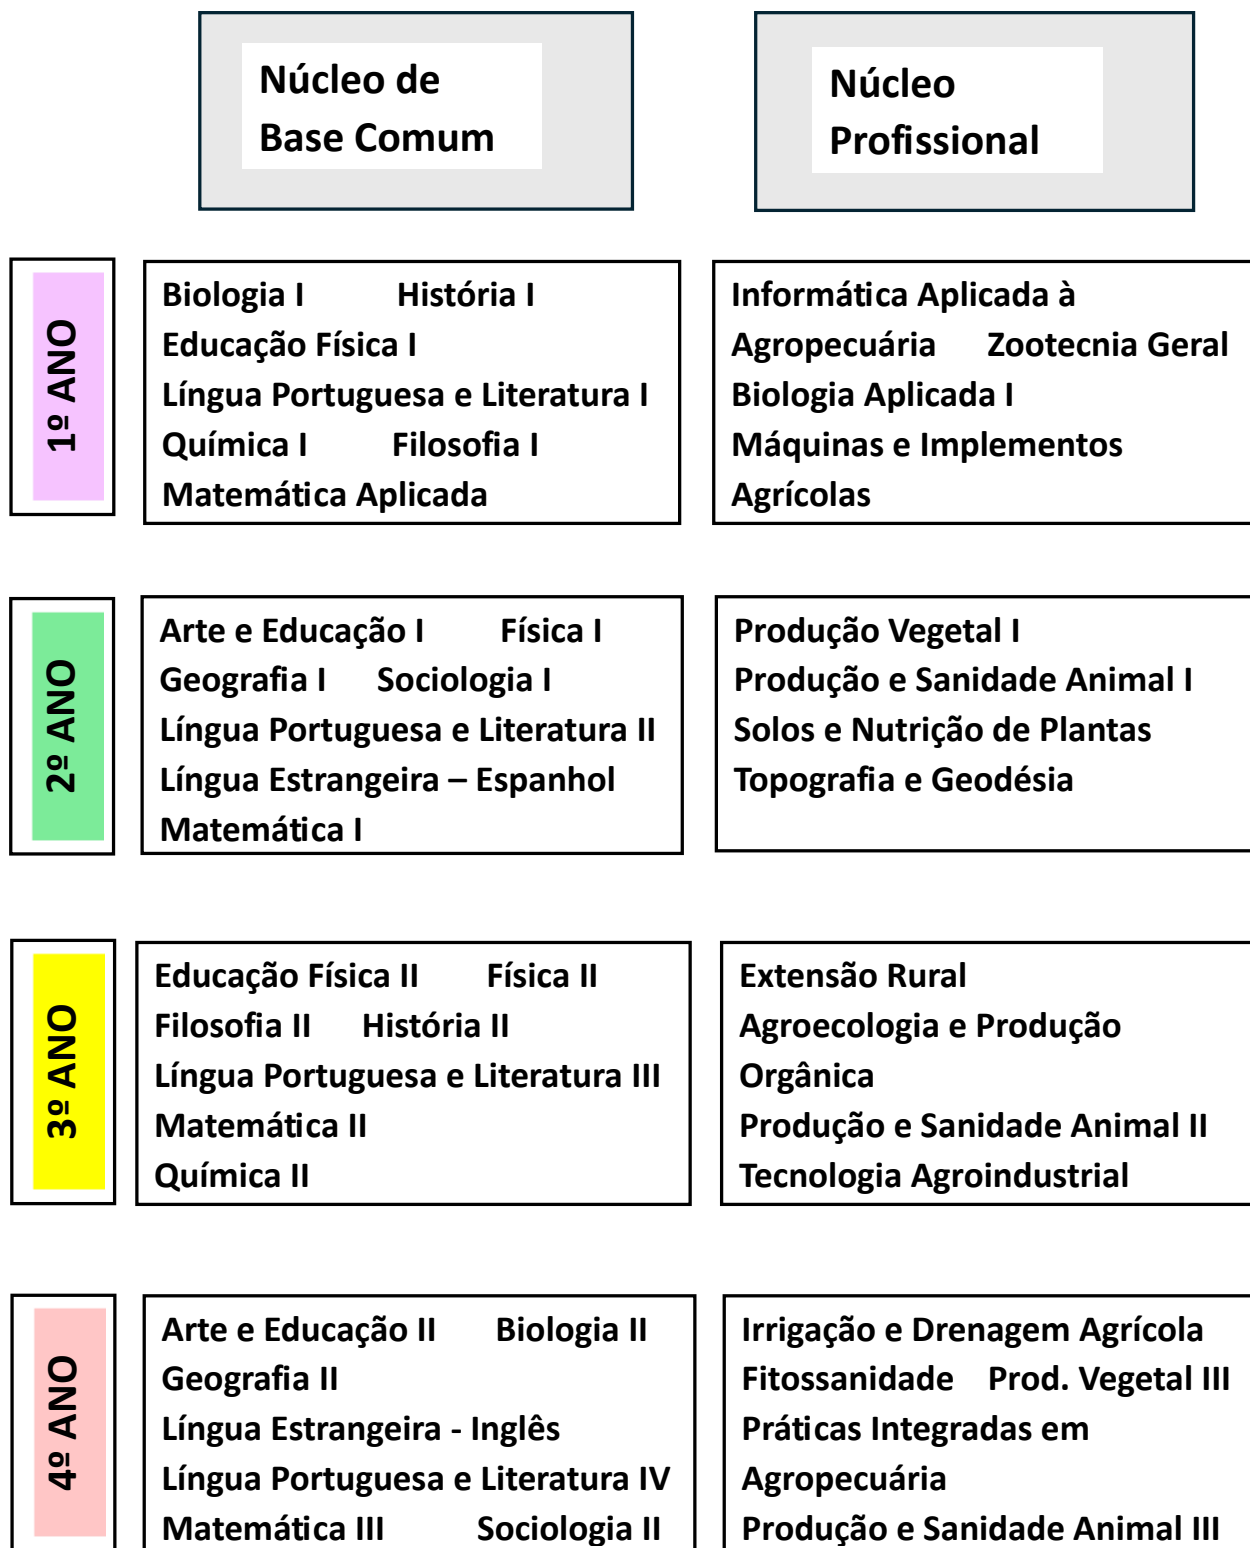 Núcleo de
Base Comum
Núcleo
Profissional
1º ANO
Biologia I História I
Educação Física I
Língua Portuguesa e Literatura I
Química I Filosofia I
Matemática Aplicada
Informática Aplicada à
Agropecuária Zootecnia Geral
Biologia Aplicada I
Máquinas e Implementos
Agrícolas
2º ANO
Arte e Educação I Física I
Geografia I Sociologia I
Língua Portuguesa e Literatura II
Língua Estrangeira – Espanhol
Matemática I
Produção Vegetal I
Produção e Sanidade Animal I
Solos e Nutrição de Plantas
Topografia e Geodésia
3º ANO
Educação Física II Física II
Filosofia II História II
Língua Portuguesa e Literatura III
Matemática II
Química II
Extensão Rural
Agroecologia e Produção
Orgânica
Produção e Sanidade Animal II
Tecnologia Agroindustrial
4º ANO
Arte e Educação II Biologia II
Geografia II
Língua Estrangeira - Inglês
Língua Portuguesa e Literatura IV
Matemática III Sociologia II
Irrigação e Drenagem Agrícola
Fitossanidade Prod. Vegetal III
Práticas Integradas em
Agropecuária
Produção e Sanidade Animal III